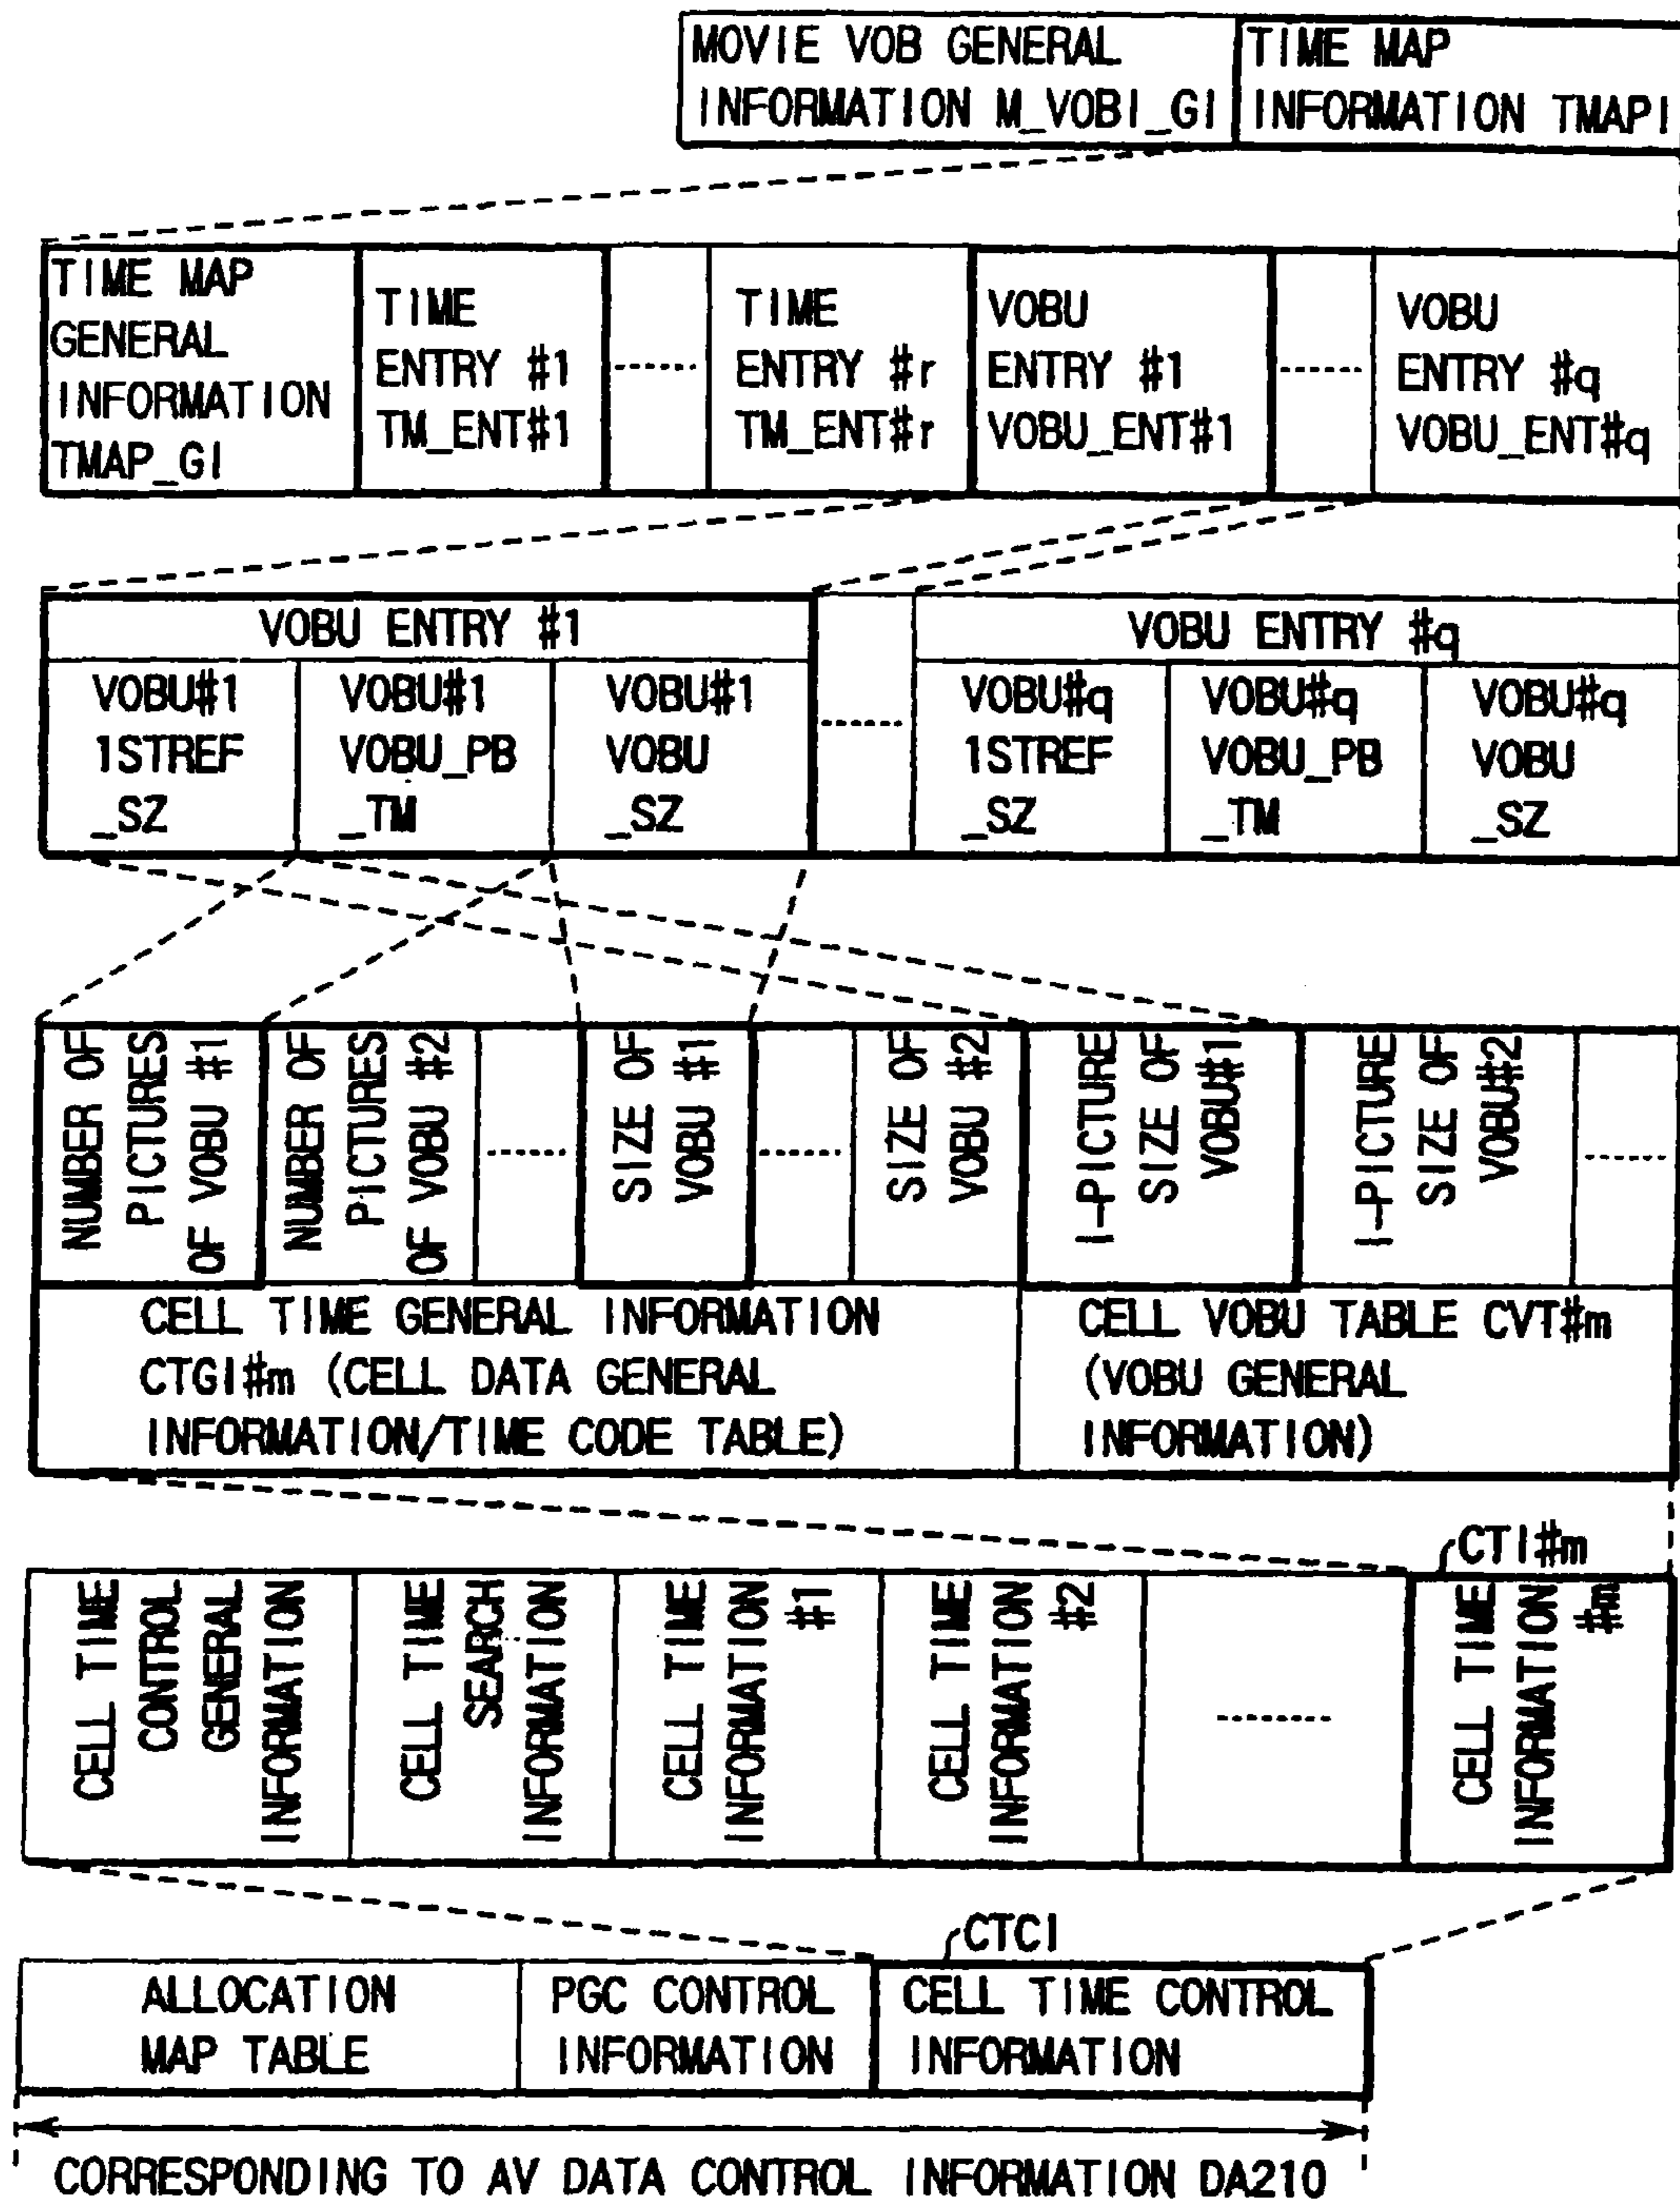 MOVIE VOB GENERAL
INFORMATION M_VOBI_GI
TIME MAP
INFORMATION TMAPI
TIME MAP
GENERAL
INFORMATION
TMAP_GI
TIME
ENTRY #1
TM_ENT#1
TIME
ENTRY #r
TM_ENT#r
VOBU
ENTRY #1
VOBU_ENT#1
VOBU
ENTRY #q
VOBU_ENT#q
VOBU ENTRY #1
VOBU#1
1STREF
_SZ
VOBU#1
VOBU_PB
_TM
VOBU#1
VOBU
_SZ
VOBU ENTRY #q
VOBU#q
1STREF
_SZ
VOBU#q
VOBU_PB
_TM
VOBU#q
VOBU
_SZ
NUMBER OF
PICTURES
OF VOBU #1
NUMBER OF
PICTURES
OF VOBU #2
SIZE OF
VOBU #1
SIZE OF
VOBU #2
I-PICTURE
SIZE OF
VOBU#1
I-PICTURE
SIZE OF
VOBU#2
CELL TIME GENERAL INFORMATION
CTGI#m (CELL DATA GENERAL
INFORMATION/TIME CODE TABLE)
CELL VOBU TABLE CVT#m
(VOBU GENERAL
INFORMATION)
CTI#m
CELL TIME
CONTROL
GENERAL
INFORMATION
CELL TIME
SEARCH
INFORMATION
CELL TIME
INFORMATION
#1
CELL TIME
INFORMATION
#2
CELL TIME
INFORMATION
#m
CTCI
ALLOCATION
MAP TABLE
PGC CONTROL
INFORMATION
CELL TIME CONTROL
INFORMATION
CORRESPONDING TO AV DATA CONTROL INFORMATION DA210